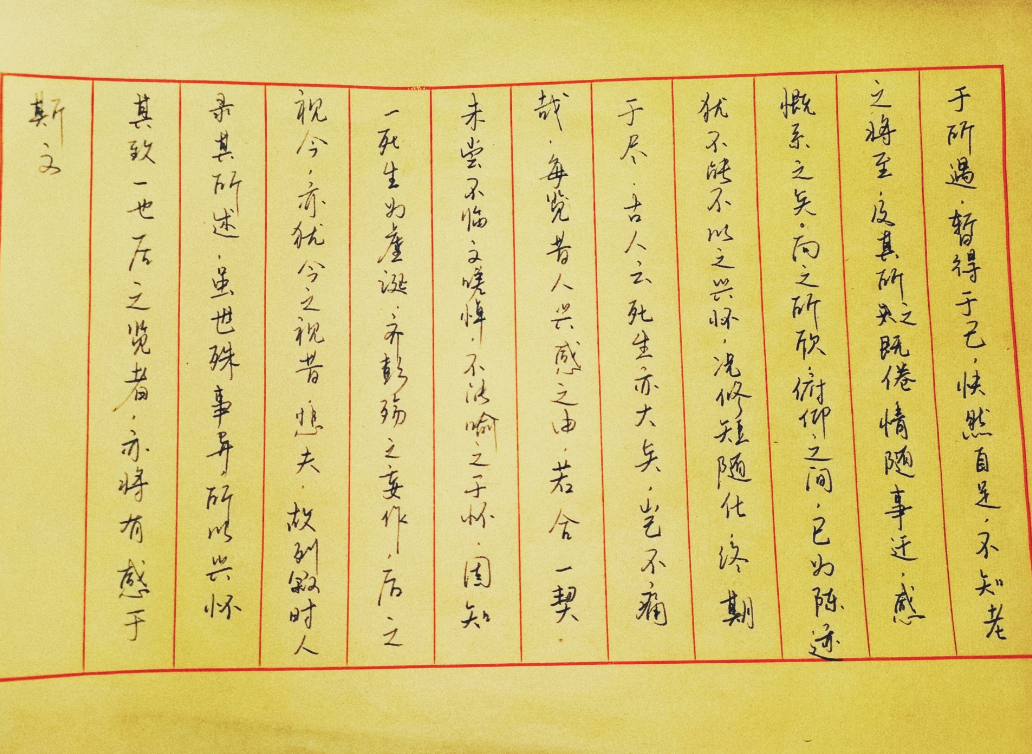 于所遇，暂得于己，快然自足，不知老
之将至，及其所之既倦情随事迁，感
慨系之矣，向之所欣，俯仰之间，已为陈迹
犹不能不以之兴怀，况修短随化终期
于尽，古人云死生亦大矣，岂不痛
哉，每览昔人兴感之由，若合一契，
未尝不临文嗟悼，不能喻之于怀，固知
一死生为虚诞，齐彭殇之妄作，后之
视今，亦犹今之视昔悲夫，故列叙时人
录其所述，虽世殊事异，所以兴怀
其致一也后之览者，亦将有感于
斯文